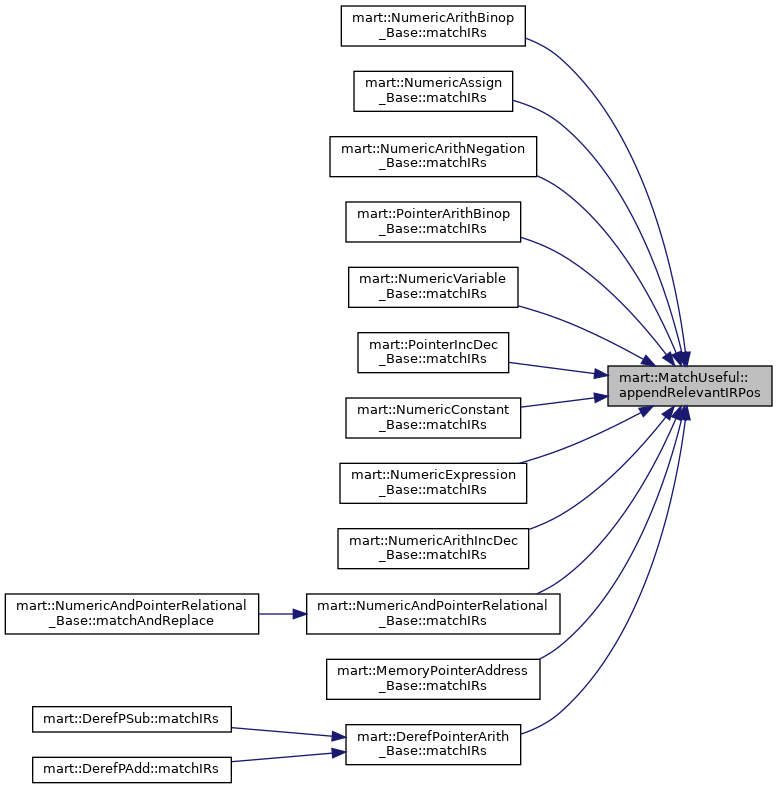 mart::NumericArithBinop
_Base::matchIRs
mart::NumericAssign
_Base::matchIRs
mart::NumericArithNegation
_Base::matchIRs
mart::PointerArithBinop
_Base::matchIRs
mart::NumericVariable
_Base::matchIRs
mart::PointerIncDec
_Base::matchIRs
mart::MatchUseful::
appendRelevantIRPos
mart::NumericConstant
_Base::matchIRs
mart::NumericExpression
_Base::matchIRs
mart::NumericArithIncDec
_Base::matchIRs
mart::NumericAndPointerRelational
_Base::matchAndReplace
mart::NumericAndPointerRelational
_Base::matchIRs
mart::MemoryPointerAddress
_Base::matchIRs
mart::DerefPSub::matchIRs
mart::DerefPointerArith
_Base::matchIRs
mart::DerefPAdd::matchIRs